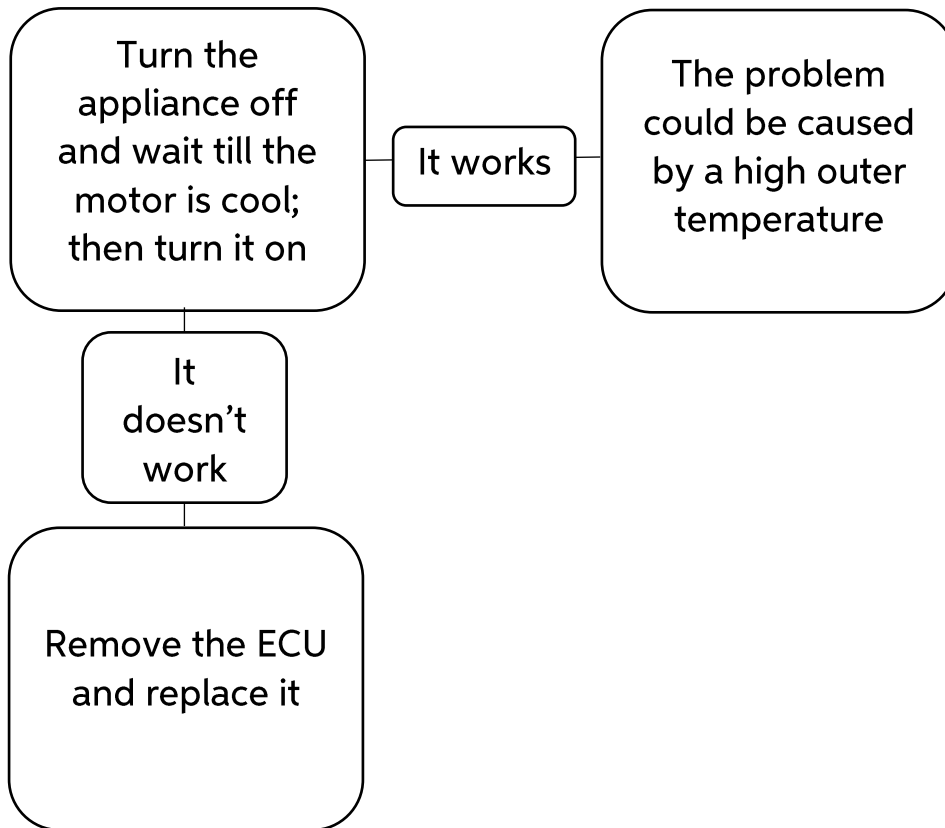 Turn the
appliance off
and wait till the
motor is cool;
then turn it on
It works
The problem
could be caused
by a high outer
temperature
It
doesn’t
work
Remove the ECU
and replace it